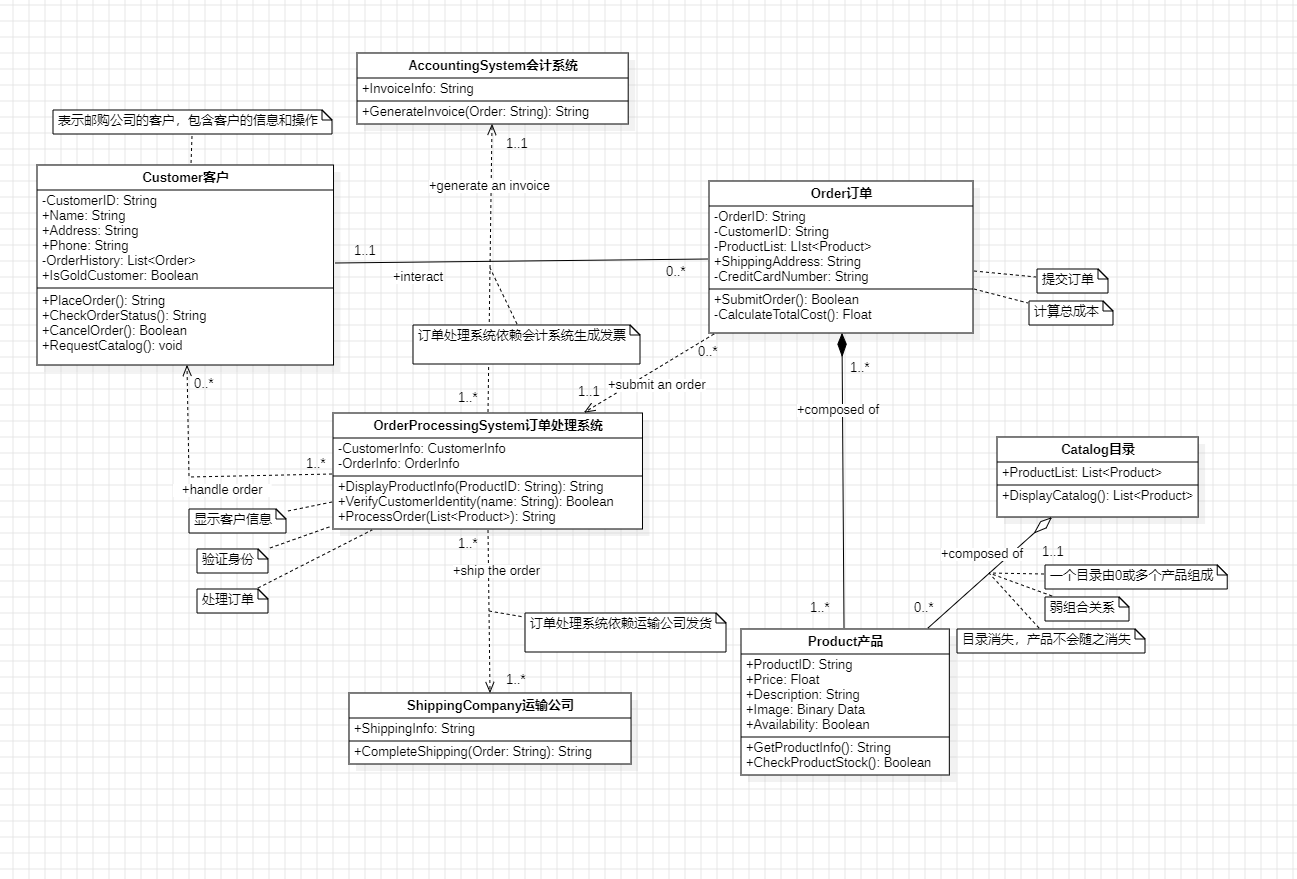 AccountingSystem会计系统
+InvoiceInfo: String
+GenerateInvoice(Order: String): String
表示邮购公司的客户，包含客户的信息和操作
1..1
+generate an invoice
Customer客户
-CustomerID: String
+Name: String
+Address: String
+Phone: String
-OrderHistory: List<Order>
+IsGoldCustomer: Boolean
+PlaceOrder(): String
+CheckOrderStatus(): String
+CancelOrder(): Boolean
+RequestCatalog(): void
1..1
+interact
0..*
Order订单
-OrderID: String
-CustomerID: String
-ProductList: LIst<Product>
+ShippingAddress: String
-CreditCardNumber: String
+SubmitOrder(): Boolean
-CalculateTotalCost(): Float
提交订单
计算总成本
订单处理系统依赖会计系统生成发票
0..*
1..1
+submit an order
1..*
+composed of
0..*
1..*
OrderProcessingSystem订单处理系统
-CustomerInfo: CustomerInfo
-OrderInfo: OrderInfo
+DisplayProductInfo(ProductID: String): String
+VerifyCustomerIdentity(name: String): Boolean
+ProcessOrder(List<Product>): String
1..*
+handle order
显示客户信息
验证身份
处理订单
Catalog目录
+ProductList: List<Product>
+DisplayCatalog(): List<Product>
1..*
+ship the order
+composed of
1..1
一个目录由0或多个产品组成
弱组合关系
目录消失，产品不会随之消失
订单处理系统依赖运输公司发货
1..*
0..*
1..*
ShippingCompany运输公司
+ShippingInfo: String
+CompleteShipping(Order: String): String
Product产品
+ProductID: String
+Price: Float
+Description: String
+Image: Binary Data
+Availability: Boolean
+GetProductInfo(): String
+CheckProductStock(): Boolean